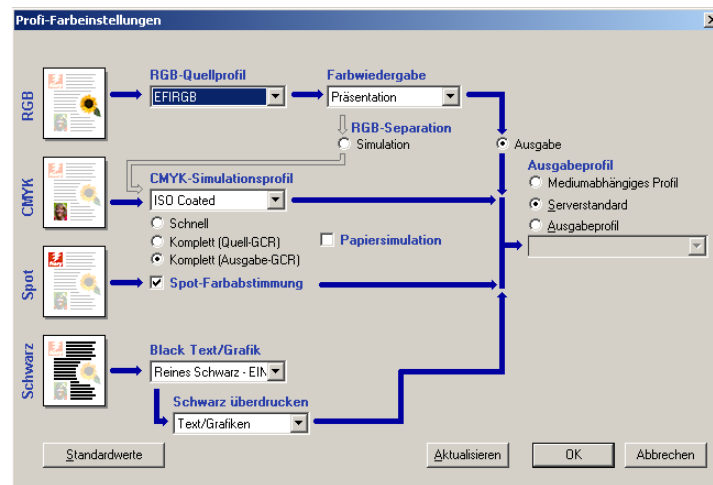 Profi-Farbeinstellungen
RGB
RGB-Quellprofil
EFIRGB
Farbwiedergabe
Präsentation
RGB-Separation
Simulation
Ausgabe
Ausgabeprofil
Mediumabhängiges Profil
Serverstandard
Ausgabeprofil
CMYK
CMYK-Simulationsprofil
ISO Coated
Schnell
Komplett (Quell-GCR)
Komplett (Ausgabe-GCR)
Papiersimulation
Spot
Spot-Farbabstimmung
Schwarz
Black Text/Grafik
Reines Schwarz - EIN
Schwarz überdrucken
Text/Grafiken
Standardwerte
Aktualisieren
OK
Abbrechen